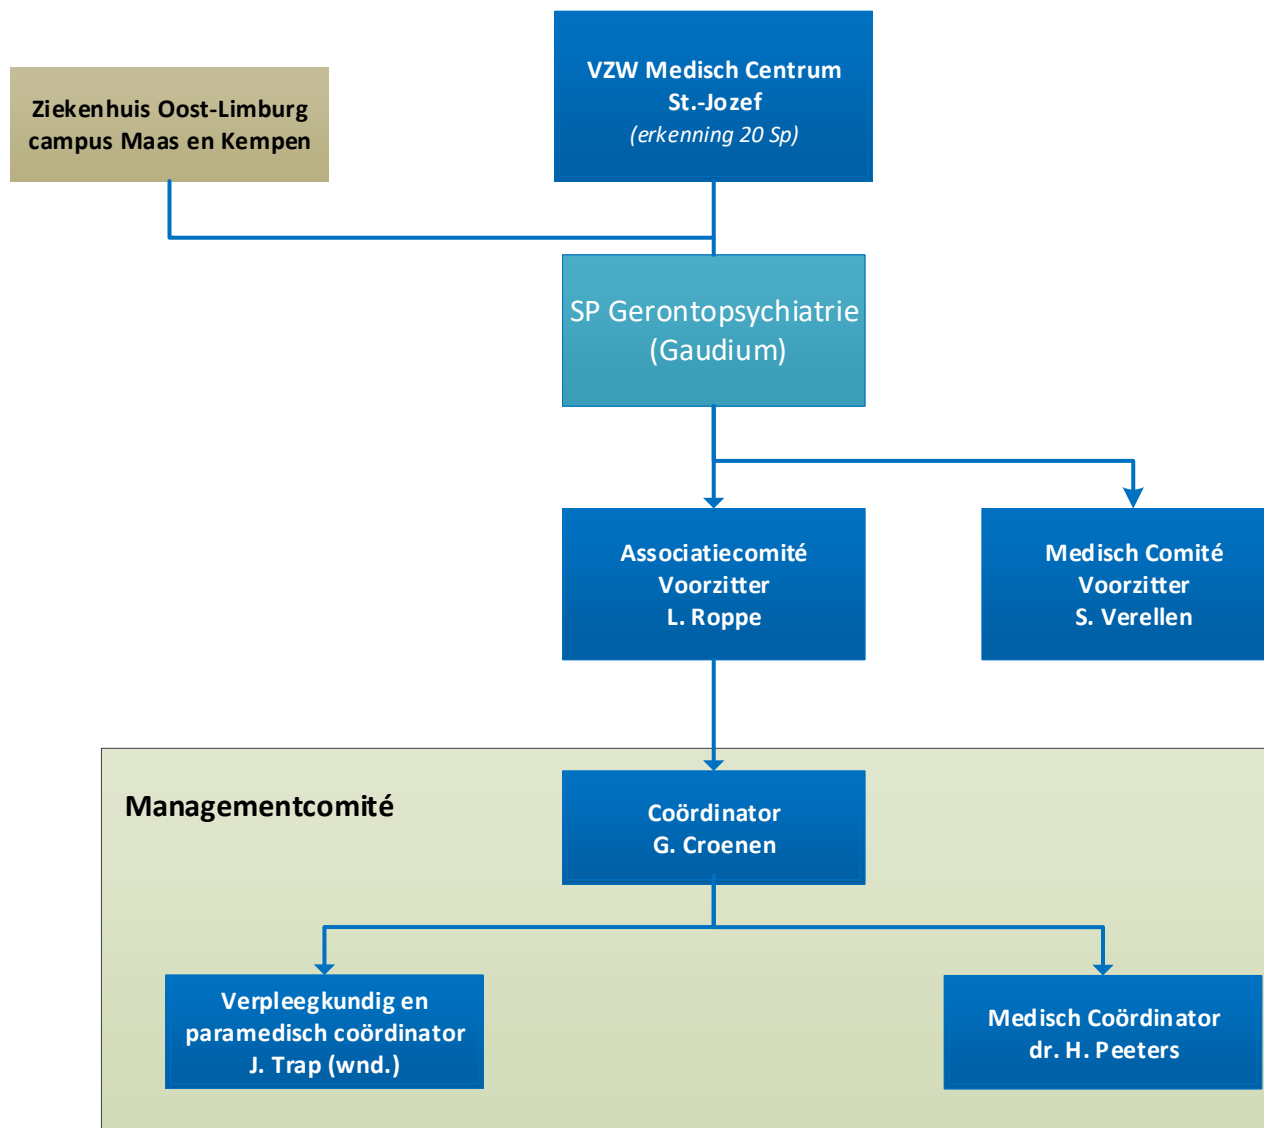 VZW Medisch Centrum
St.-Jozef
(erkenning 20 Sp)
Ziekenhuis Oost-Limburg
campus Maas en Kempen
SP Gerontopsychiatrie
(Gaudium)
Associatiecomité
Voorzitter
L. Roppe
Medisch Comité
Voorzitter
S. Verellen
Managementcomité
Coördinator
G. Croenen
Verpleegkundig en
paramedisch coördinator
J. Trap (wnd.)
Medisch Coördinator
dr. H. Peeters